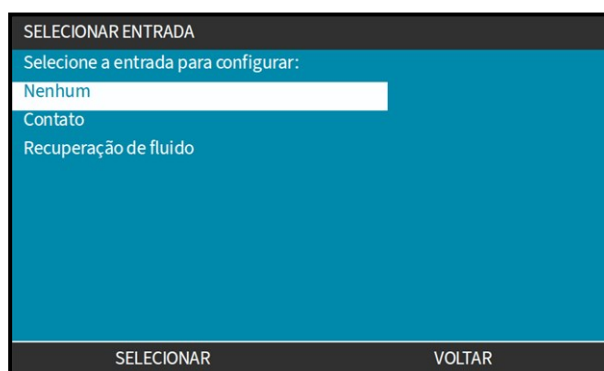 SELECIONAR ENTRADA
Selecione a entrada para configurar:
Nenhum
Contato
Recuperação de fluido
SELECIONAR VOLTAR